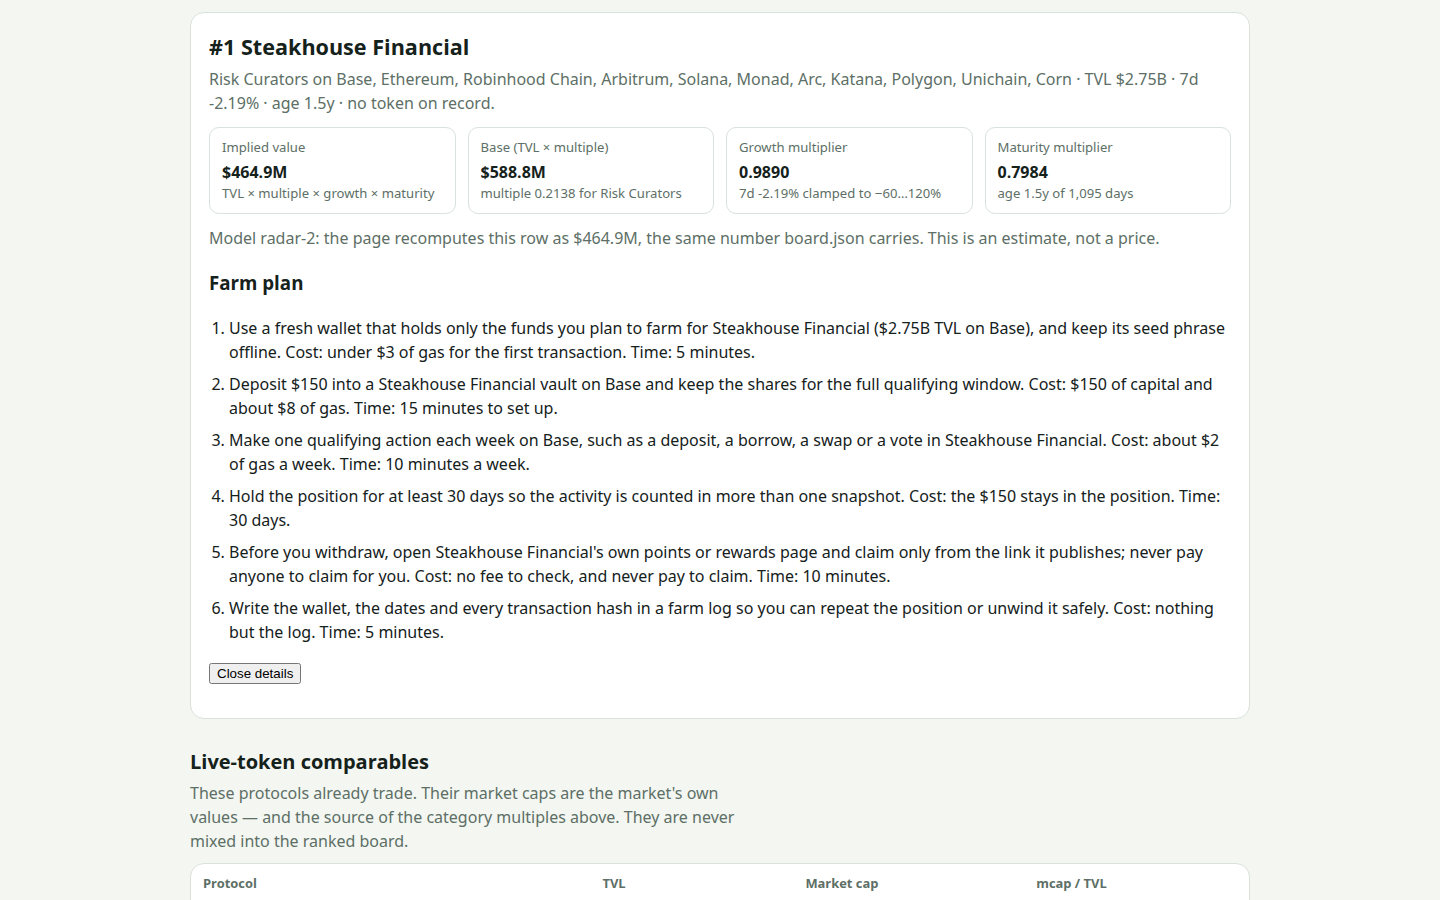 #1 Steakhouse Financial
Risk Curators on Base, Ethereum, Robinhood Chain, Arbitrum, Solana, Monad, Arc, Katana, Polygon, Unichain, Corn · TVL $2.75B · 7d
-2.19% · age 1.5y · no token on record.
Implied value
$464.9M
TVL × multiple × growth × maturity
Base (TVL × multiple)
$588.8M
multiple 0.2138 for Risk Curators
Growth multiplier
0.9890
7d -2.19% clamped to −60…120%
Maturity multiplier
0.7984
age 1.5y of 1,095 days
Model radar-2: the page recomputes this row as $464.9M, the same number board.json carries. This is an estimate, not a price.
Farm plan
1. Use a fresh wallet that holds only the funds you plan to farm for Steakhouse Financial ($2.75B TVL on Base), and keep its seed phrase
offline. Cost: under $3 of gas for the first transaction. Time: 5 minutes.
2. Deposit $150 into a Steakhouse Financial vault on Base and keep the shares for the full qualifying window. Cost: $150 of capital and
about $8 of gas. Time: 15 minutes to set up.
3. Make one qualifying action each week on Base, such as a deposit, a borrow, a swap or a vote in Steakhouse Financial. Cost: about $2
of gas a week. Time: 10 minutes a week.
4. Hold the position for at least 30 days so the activity is counted in more than one snapshot. Cost: the $150 stays in the position. Time:
30 days.
5. Before you withdraw, open Steakhouse Financial's own points or rewards page and claim only from the link it publishes; never pay
anyone to claim for you. Cost: no fee to check, and never pay to claim. Time: 10 minutes.
6. Write the wallet, the dates and every transaction hash in a farm log so you can repeat the position or unwind it safely. Cost: nothing
but the log. Time: 5 minutes.
Close details
Live-token comparables
These protocols already trade. Their market caps are the market's own
values — and the source of the category multiples above. They are never
mixed into the ranked board.
Protocol TVL Market cap mcap / TVL